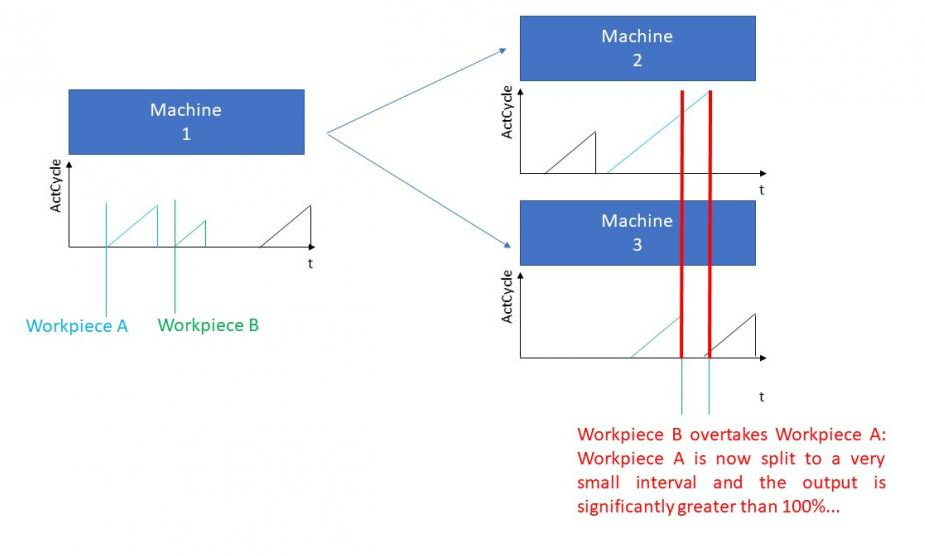 Machine
2
ActCycle
t
Machine
1
ActCycle
t
Workpiece A
Workpiece B
Machine
3
ActCycle
t
Workpiece B overtakes Workpiece A:
Workpiece A is now split to a very
small interval and the output is
significantly greater than 100%...